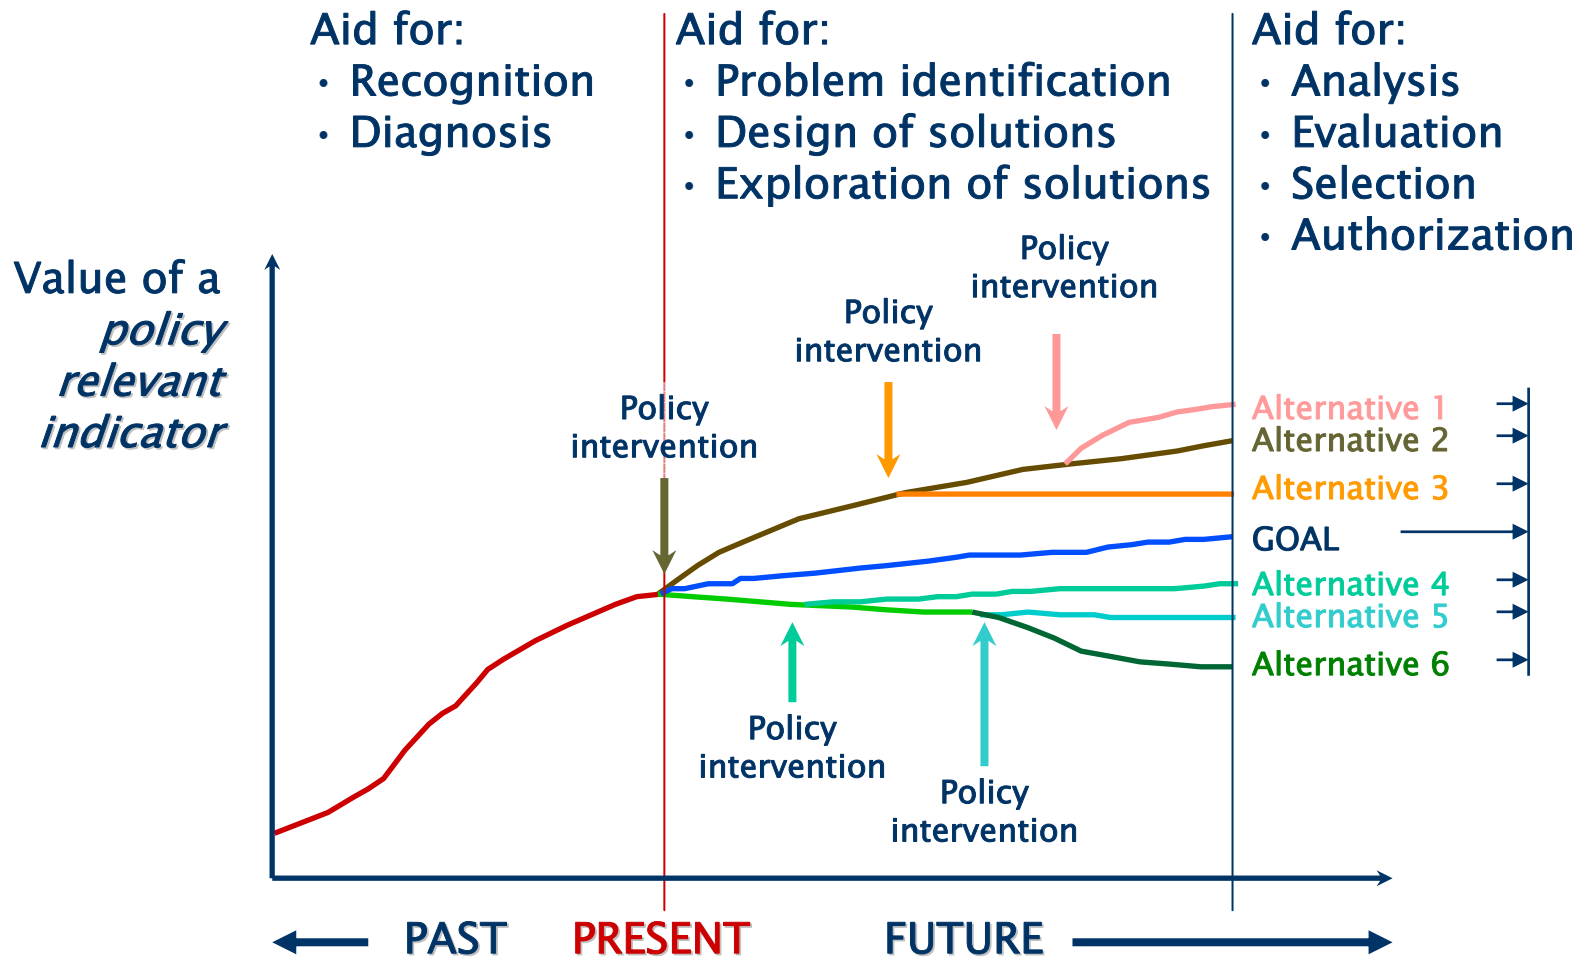 Aid for:
• Recognition
• Diagnosis
Aid for:
• Problem identification
• Design of solutions
• Exploration of solutions
Aid for:
• Analysis
• Evaluation
• Selection
• Authorization
Value of a
policy
relevant
indicator
Policy
intervention
Policy
intervention
Policy
intervention
Alternative 1
Alternative 2
Alternative 3
GOAL
Alternative 4
Alternative 5
Alternative 6
Policy
intervention
Policy
intervention
PAST
PRESENT
FUTURE